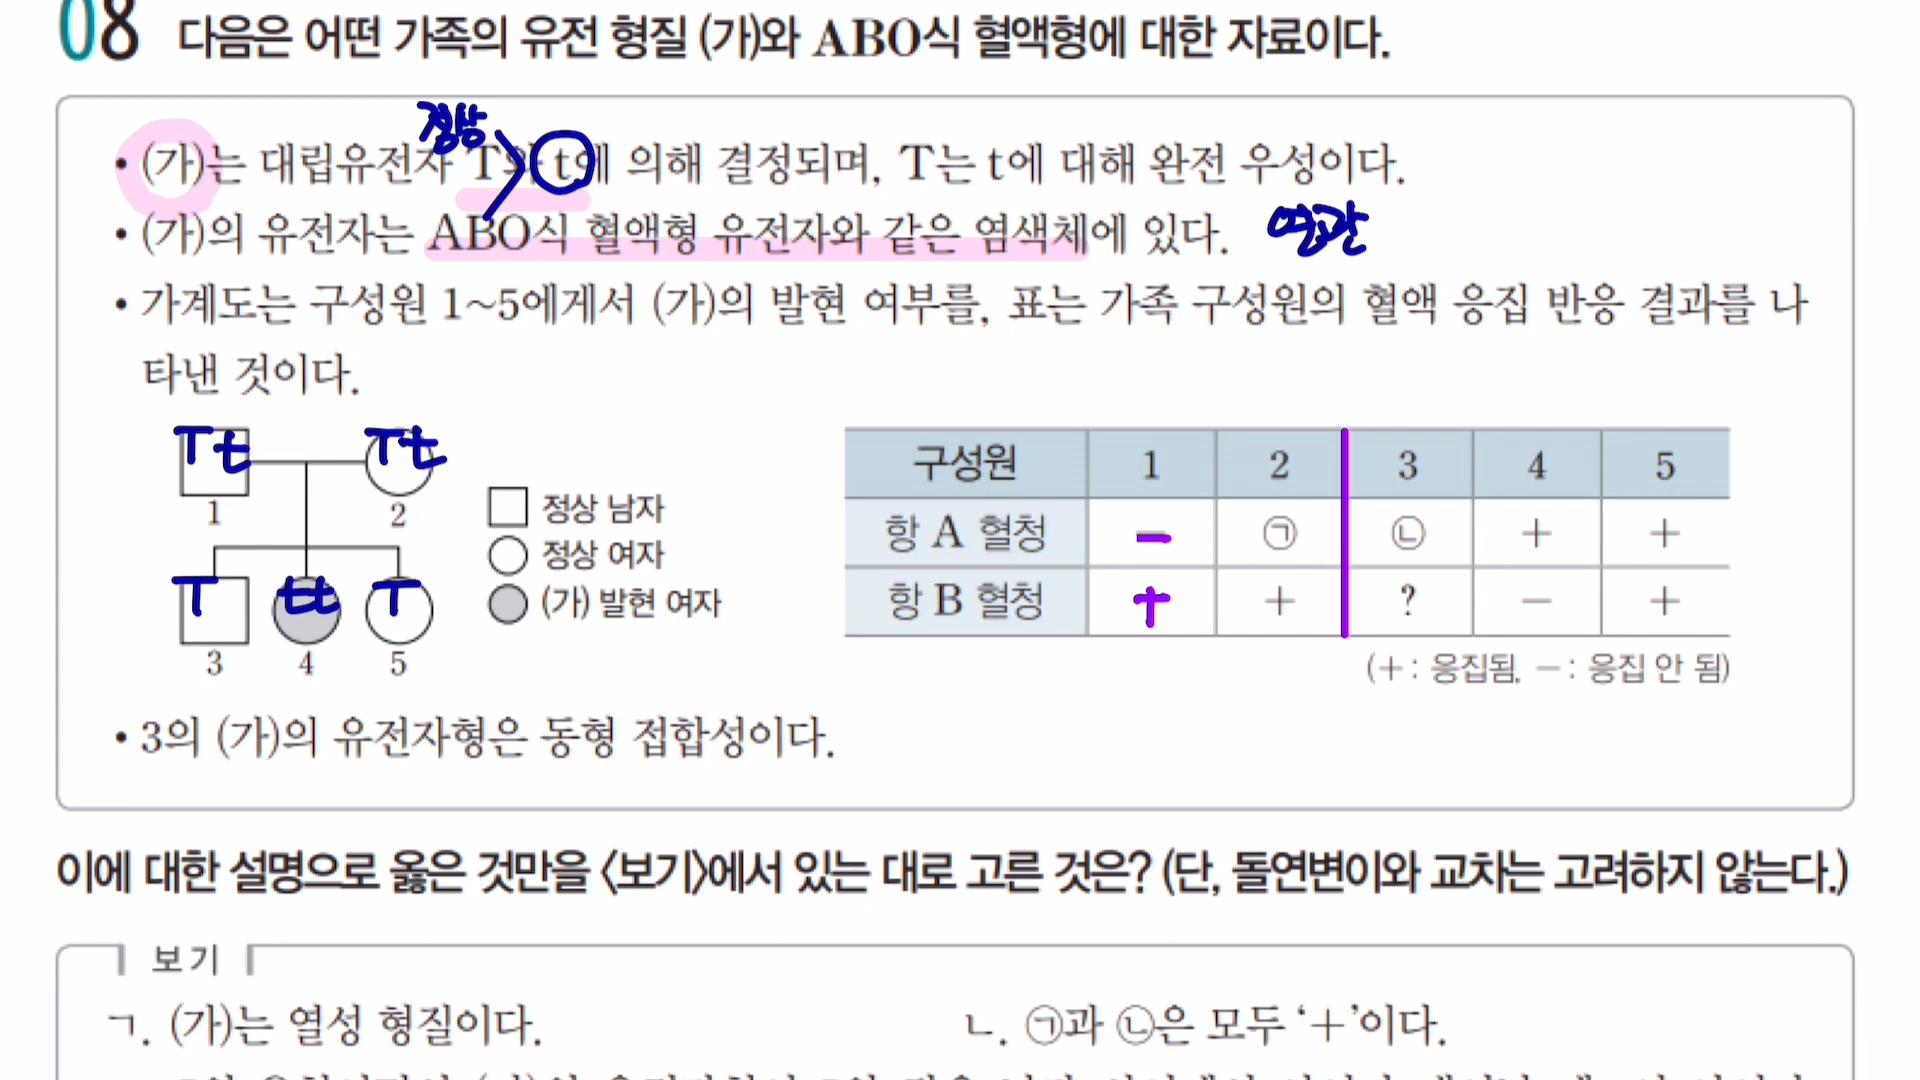 08 다음은 어떤 가족의 유전 형질 (가)와 ABO식 혈액형에 대한 자료이다.
정상
• (가)는 대립유전자 T와 t에 의해 결정되며, T는 t에 대해 완전 우성이다.
• (가)의 유전자는 ABO식 혈액형 유전자와 같은 염색체에 있다. 연관
• 가계도는 구성원 1~5에게서 (가)의 발현 여부를, 표는 가족 구성원의 혈액 응집 반응 결과를 나
타낸 것이다.
Tt Tt
1 2
T tt T
3 4 5
정상 남자
정상 여자
(가) 발현 여자
구성원 1 2 3 4 5
항 A 혈청 - ㉠ ㉡ + +
항 B 혈청 + + ? - +
(+: 응집됨, -: 응집 안 됨)
• 3의 (가)의 유전자형은 동형 접합성이다.
이에 대한 설명으로 옳은 것만을 <보기>에서 있는 대로 고른 것은? (단, 돌연변이와 교차는 고려하지 않는다.)
보기
ㄱ. (가)는 열성 형질이다.
ㄴ. ㉠과 ㉡은 모두 ‘+’이다.